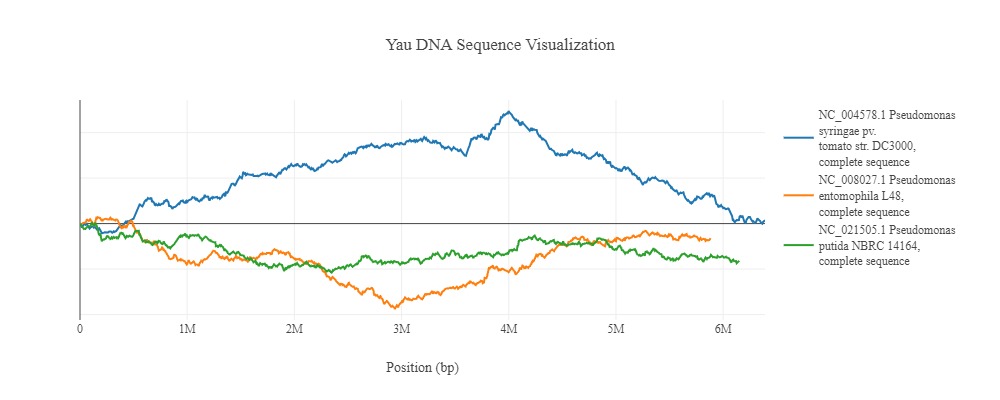 Yau DNA Sequence Visualization
NC_004578.1 Pseudomonas
syringae pv.
tomato str. DC3000,
complete sequence
NC_008027.1 Pseudomonas
entomophila L48,
complete sequence
NC_021505.1 Pseudomonas
putida NBRC 14164,
complete sequence
0 1M 2M 3M 4M 5M 6M
Position (bp)